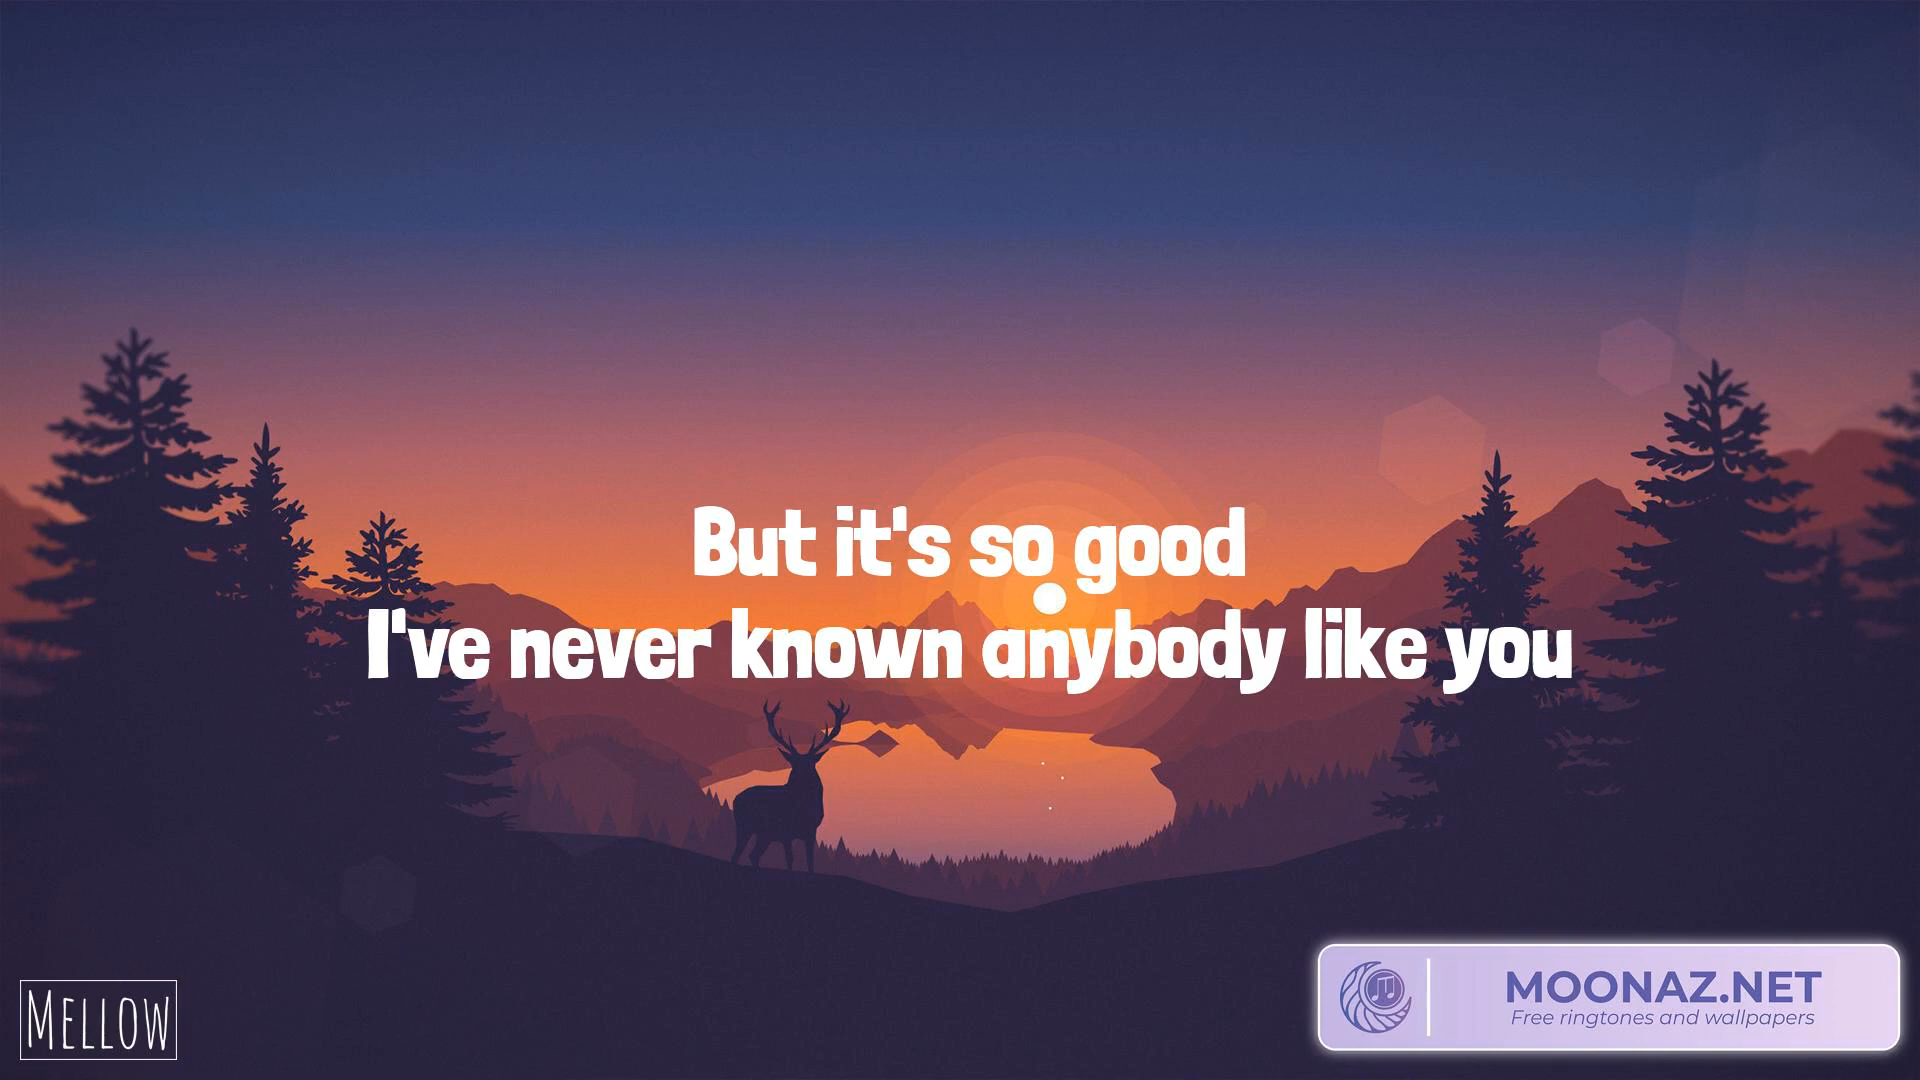 But it's so good
I've never known anybody like you
MELLOW
MOONAZ.NET
Free ringtones and wallpapers